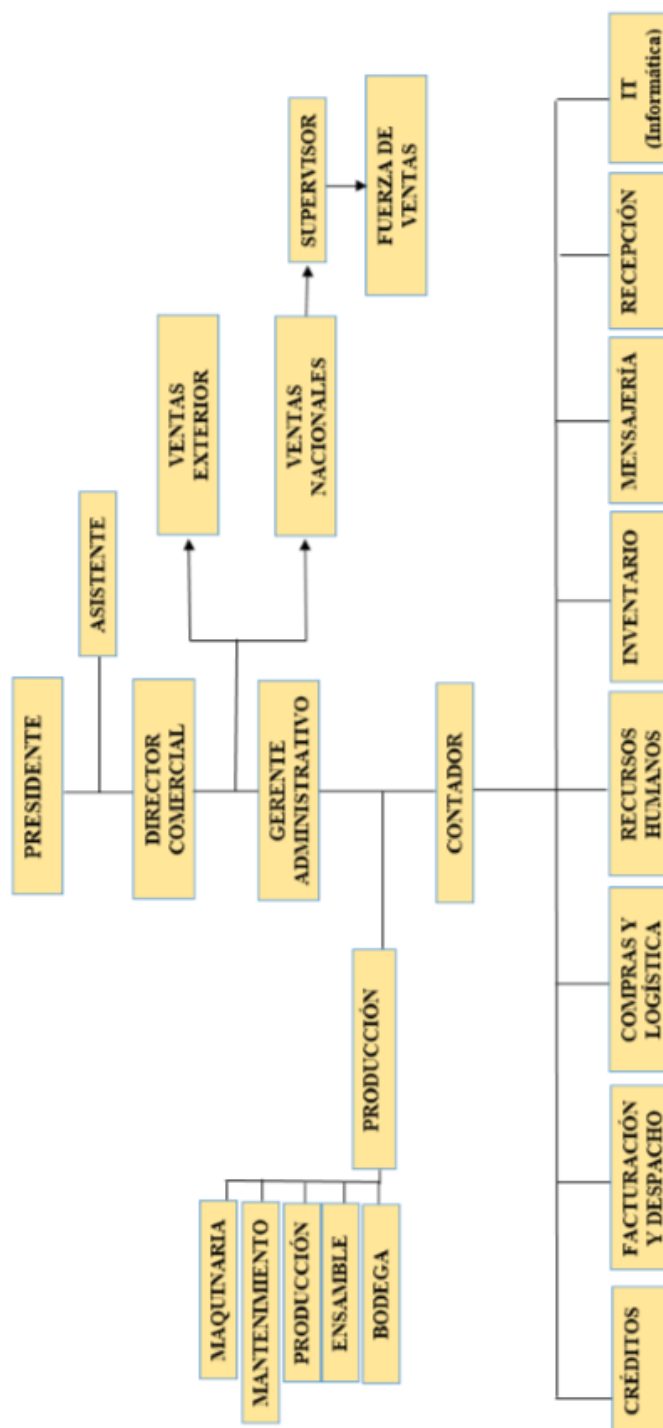 PRESIDENTE
ASISTENTE
DIRECTOR
COMERCIAL
VENTAS
EXTERIOR
GERENTE
ADMINISTRATIVO
VENTAS
NACIONALES
SUPERVISOR
FUERZA DE
VENTAS
PRODUCCIÓN
MAQUINARIA
MANTENIMIENTO
PRODUCCIÓN
ENSAMBLE
BODEGA
CONTADOR
CRÉDITOS
FACTURACIÓN
Y DESPACHO
COMPRAS Y
LOGÍSTICA
RECURSOS
HUMANOS
INVENTARIO
MENSAJERÍA
RECEPCIÓN
IT
(Informática)